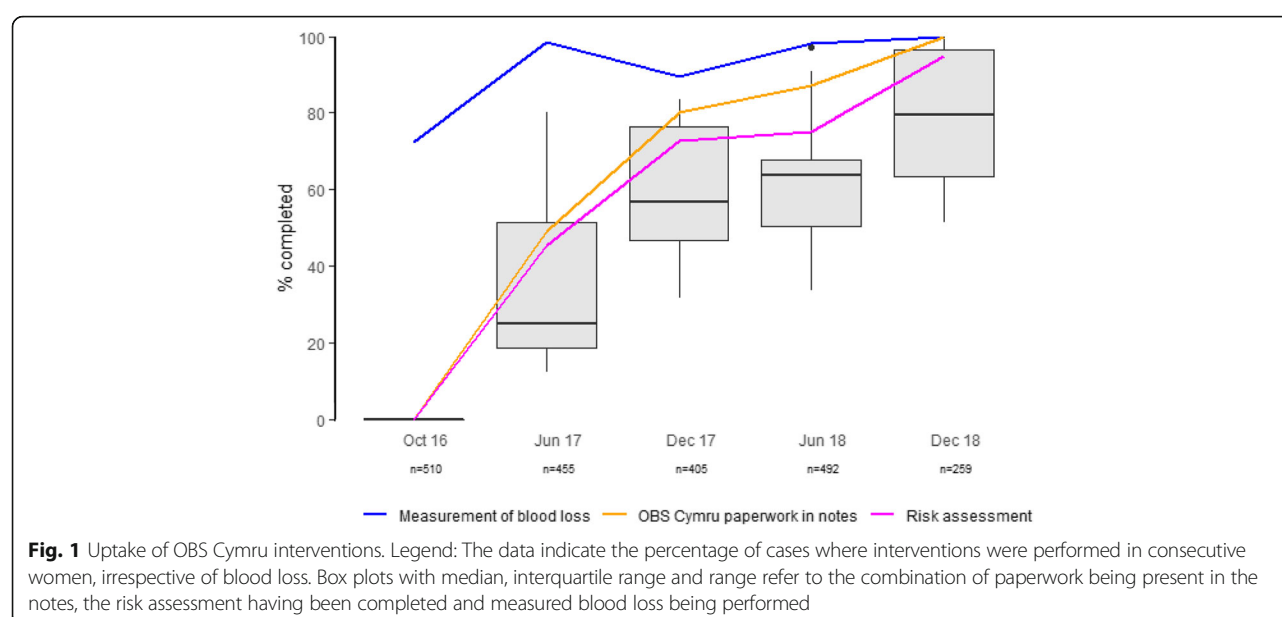 100
80
60
40
20
0
% completed
Oct 16 Jun 17 Dec 17 Jun 18 Dec 18
n=510 n=455 n=405 n=492 n=259
Measurement of blood loss OBS Cymru paperwork in notes Risk assessment
Fig. 1 Uptake of OBS Cymru interventions. Legend: The data indicate the percentage of cases where interventions were performed in consecutive
women, irrespective of blood loss. Box plots with median, interquartile range and range refer to the combination of paperwork being present in the
notes, the risk assessment having been completed and measured blood loss being performed